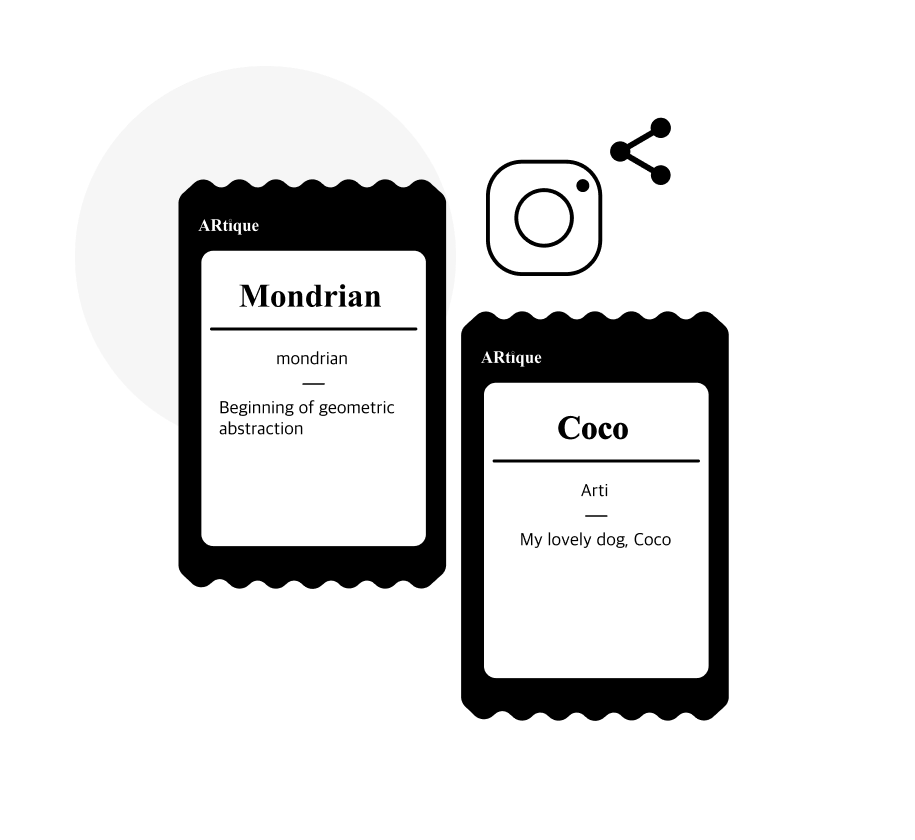 ARtique
Mondrian
mondrian
Beginning of geometric
abstraction
ARtique
Coco
Arti
My lovely dog, Coco